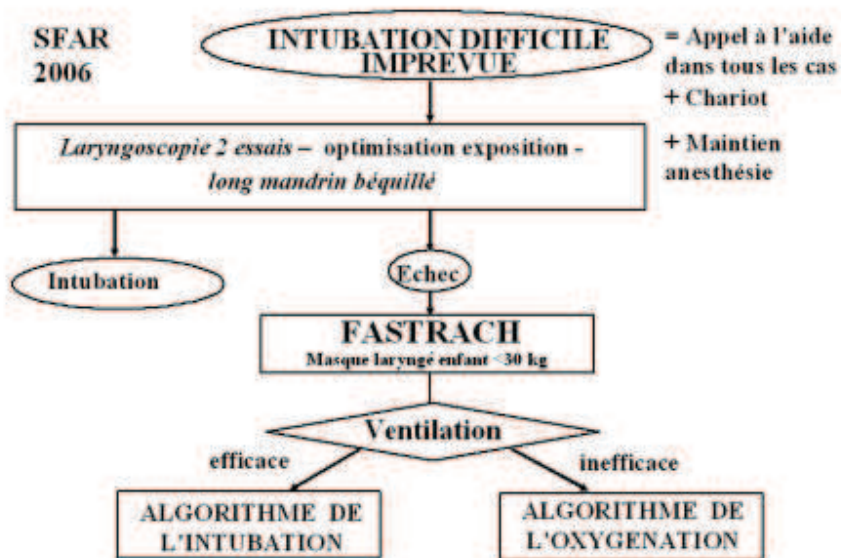 SFAR
2006
INTUBATION DIFFICILE
IMPREVUE
= Appel à l'aide
dans tous les cas
+ Chariot
+ Maintien
anesthésie
Laryngoscopie 2 essais – optimisation exposition -
long mandrin béquillé
Intubation
Echec
FASTRACH
Masque laryngé enfant <30 kg
Ventilation
efficace
inefficace
ALGORITHME DE
L'INTUBATION
ALGORITHME DE
L'OXYGENATION